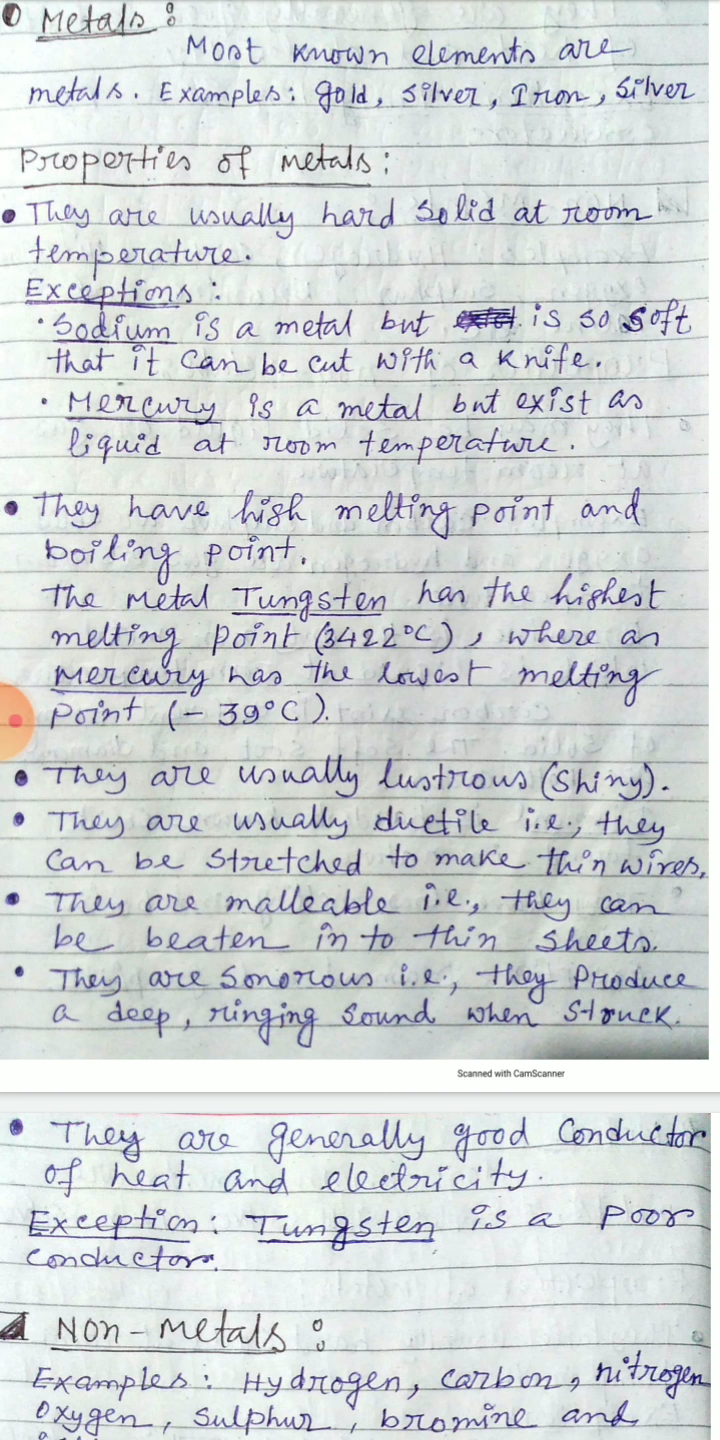 Metals :
Most known elements are
metals. Examples: gold, silver, Iron, silver
Properties of metals:
• They are usually hard solid at room
temperature.
Exceptions :
• Sodium is a metal but is so soft
that it can be cut with a knife.
• Mercury is a metal but exist as
liquid at room temperature.
• They have high melting point and
boiling point.
The metal Tungsten has the highest
melting point (3422°C), where as
Mercury has the lowest melting
point (- 39°C).
• They are usually lustrous (shiny).
• They are usually ductile i.e., they
can be stretched to make thin wires,
• They are malleable i.e., they can
be beaten in to thin sheets.
• They are sonorous i.e., they produce
a deep, ringing sound when struck.
Scanned with CamScanner
• They are generally good conductor
of heat and electricity.
Exception: Tungsten is a poor
conductor.
Non-metals :
Examples: Hydrogen, carbon, nitrogen
Oxygen, sulphur, bromine and